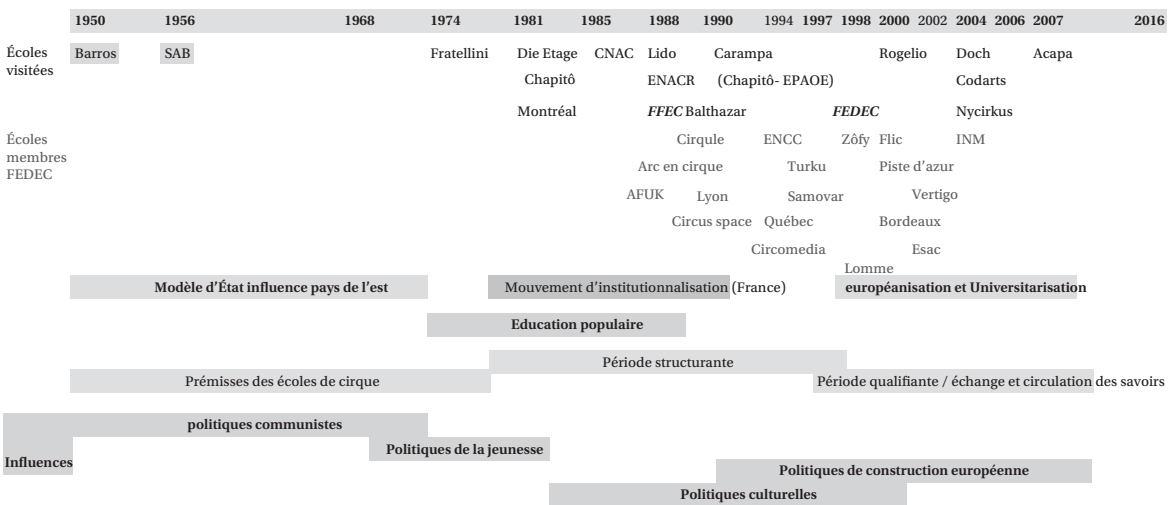 1950 1956 1968 1974 1981 1985 1988 1990 1994 1997 1998 2000 2002 2004 2006 2007 2016
Écoles visitées
Barros SAB Fratellini Die Etage CNAC Lido Carampa Rogelio Doch Acapa
Chapitô ENACR (Chapitô- EPAOE) Codarts
Montréal FFEC Balthazar FEDEC Nycirkus
Écoles membres FEDEC
Cirqule ENCC Zôfy Flic INM
Arc en cirque Turku Piste d'azur
AFUK Lyon Samovar Vertigo
Circus space Québec Bordeaux
Circomedia Esac
Lomme
Modèle d'État influence pays de l'est Mouvement d'institutionnalisation (France) européanisation et Universitarisation
Education populaire
Période structurante
Prémisses des écoles de cirque Période qualifiante / échange et circulation des savoirs
politiques communistes
Politiques de la jeunesse
Influences
Politiques de construction européenne
Politiques culturelles